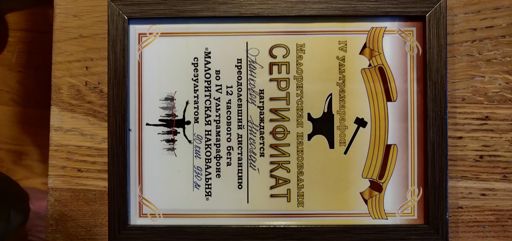 IV ультрамарафон
Малоритская наковальня
СЕРТИФИКАТ
награждается
преодолевший дистанцию
12 часового бега
во IV ультрамарафоне
«МАЛОРИТСКАЯ НАКОВАЛЬНЯ»
с результатом